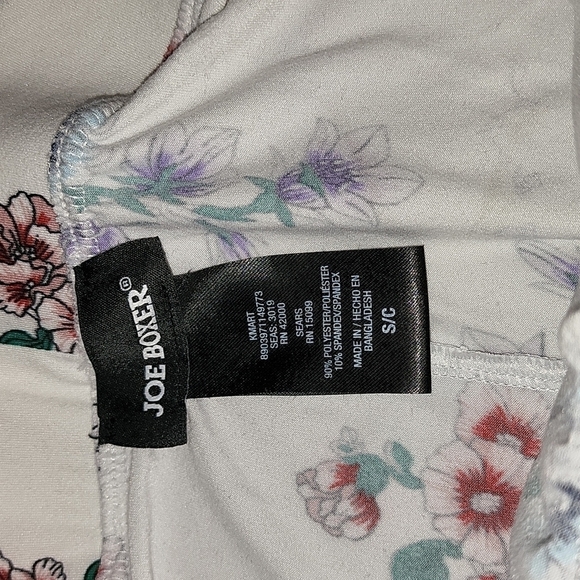 JOE BOXER®
KMART
8903971149773
SEAS: 3019
RN 42000
SEARS
RN 15099
90% POLYESTER/POLIÉSTER
10% SPANDEX/SPANDEX
MADE IN / HECHO EN
BANGLADESH
S/C